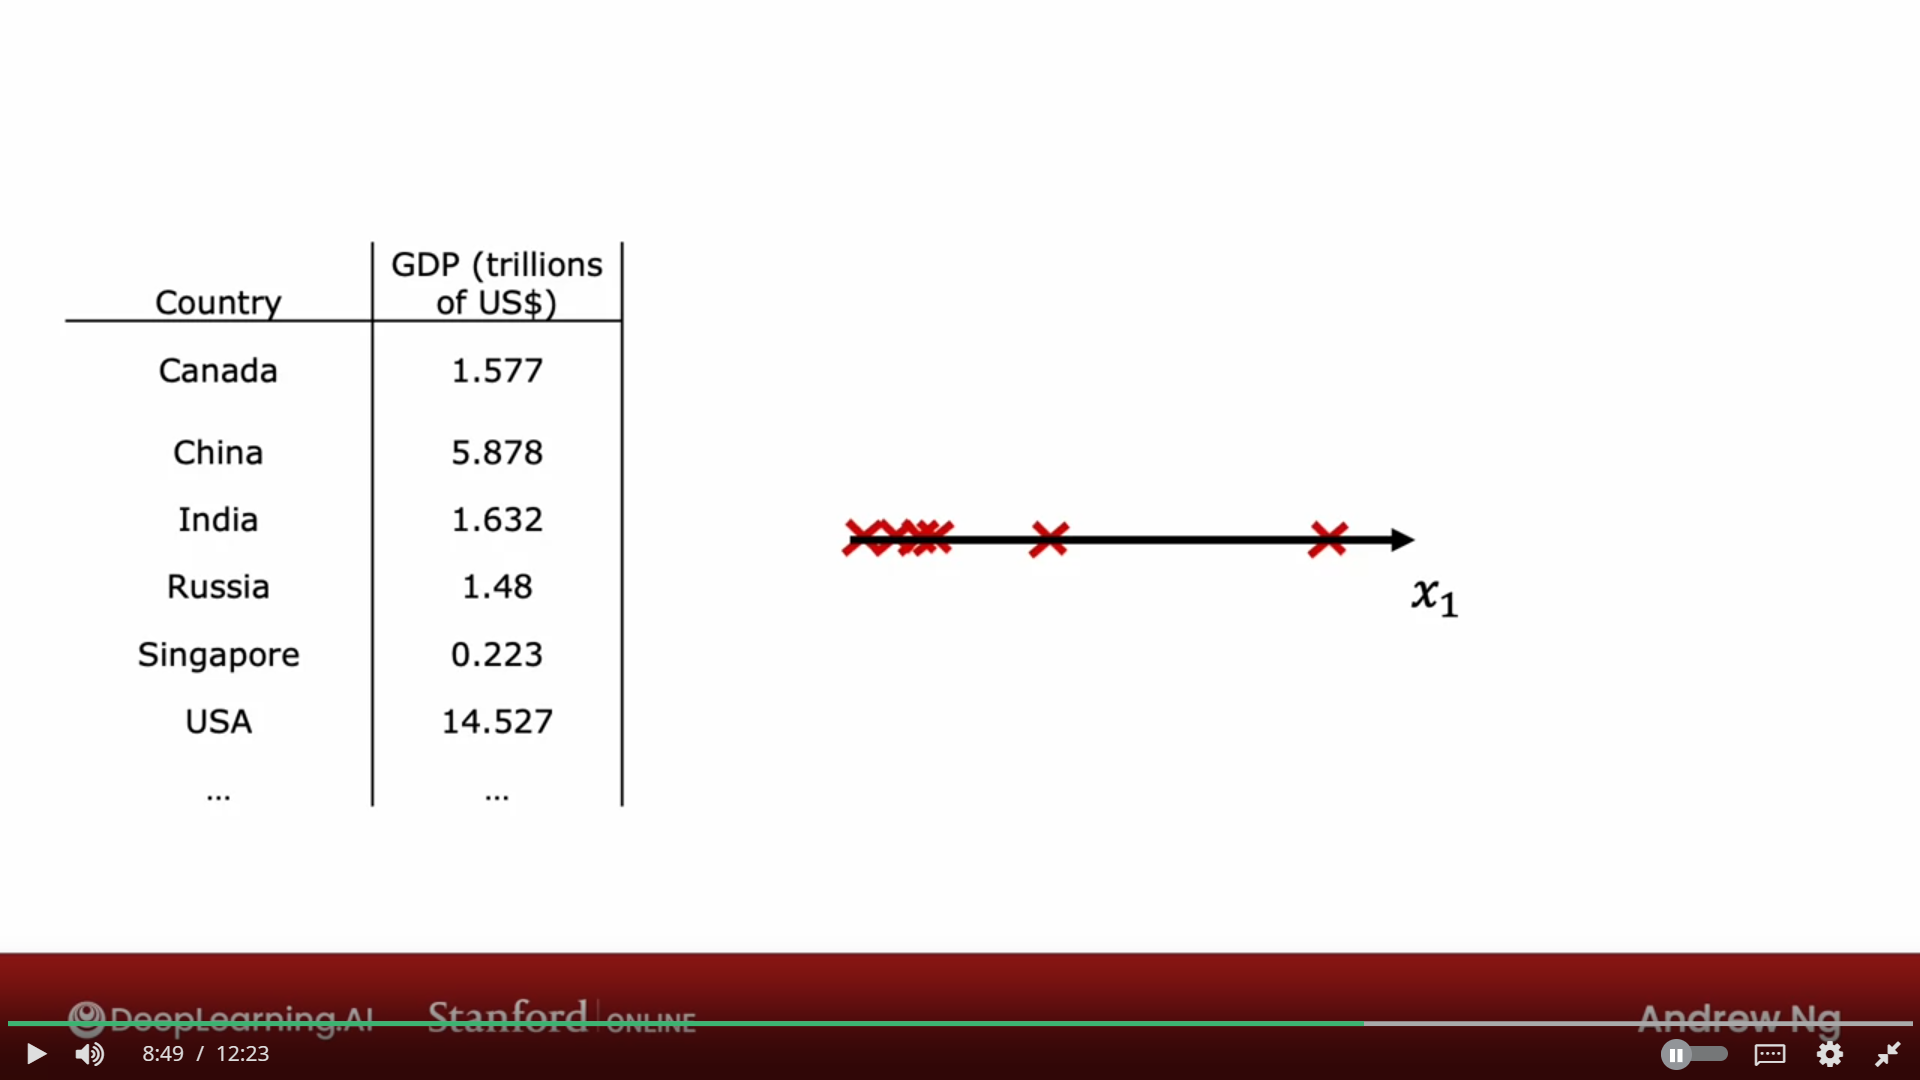 Country
GDP (trillions
of US$)
Canada 1.577
China 5.878
India 1.632
Russia 1.48
Singapore 0.223
USA 14.527
... ...
x₁
DeepLearning.AI Stanford ONLINE Andrew Ng
8:49 / 12:23